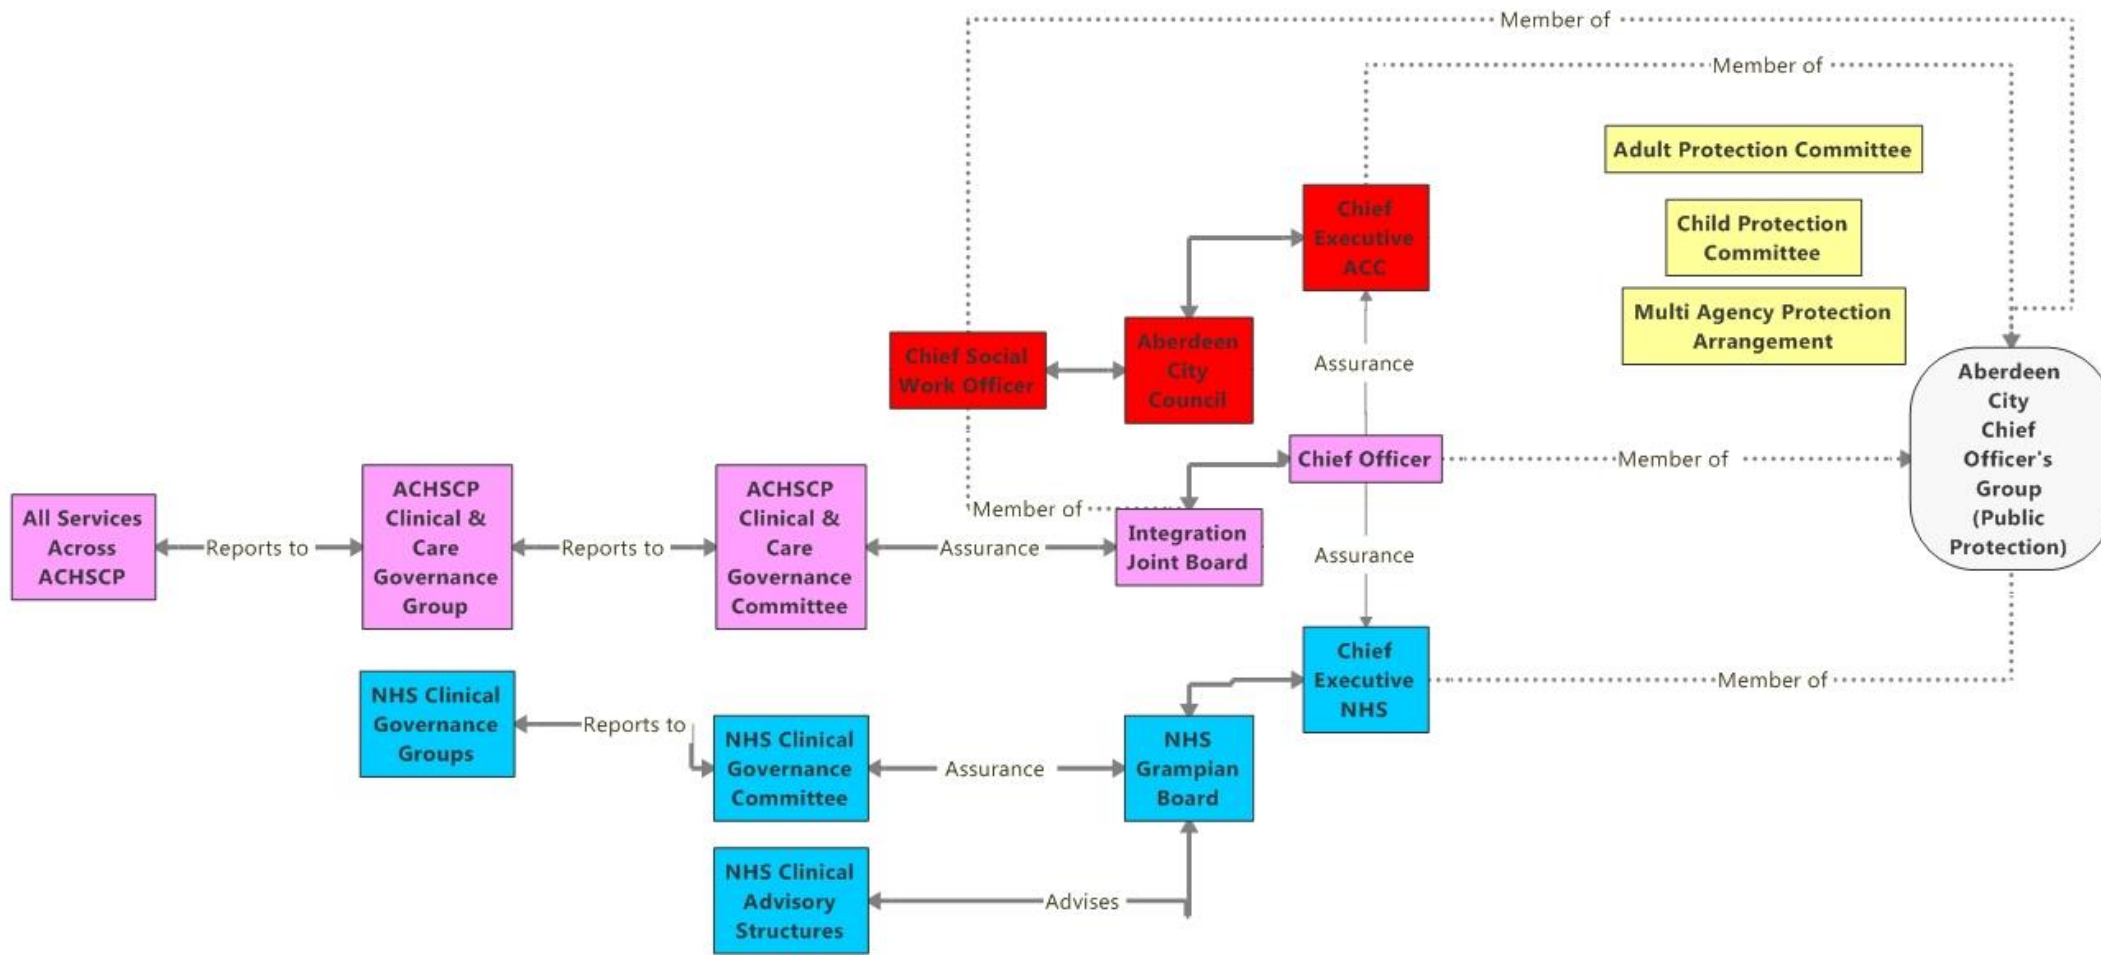 Member of
Member of
Adult Protection Committee
Chief
Executive
ACC
Child Protection
Committee
Multi Agency Protection
Arrangement
Chief Social
Work Officer
Aberdeen
City
Council
Assurance
Aberdeen
City
Chief
Officer's
Group
(Public
Protection)
Chief Officer
Member of
All Services
Across
ACHSCP
Reports to
ACHSCP
Clinical &
Care
Governance
Group
Reports to
ACHSCP
Clinical &
Care
Governance
Committee
Assurance
Member of
Integration
Joint Board
Assurance
Chief
Executive
NHS
Member of
NHS Clinical
Governance
Groups
Reports to
NHS Clinical
Governance
Committee
Assurance
NHS
Grampian
Board
NHS Clinical
Advisory
Structures
Advises